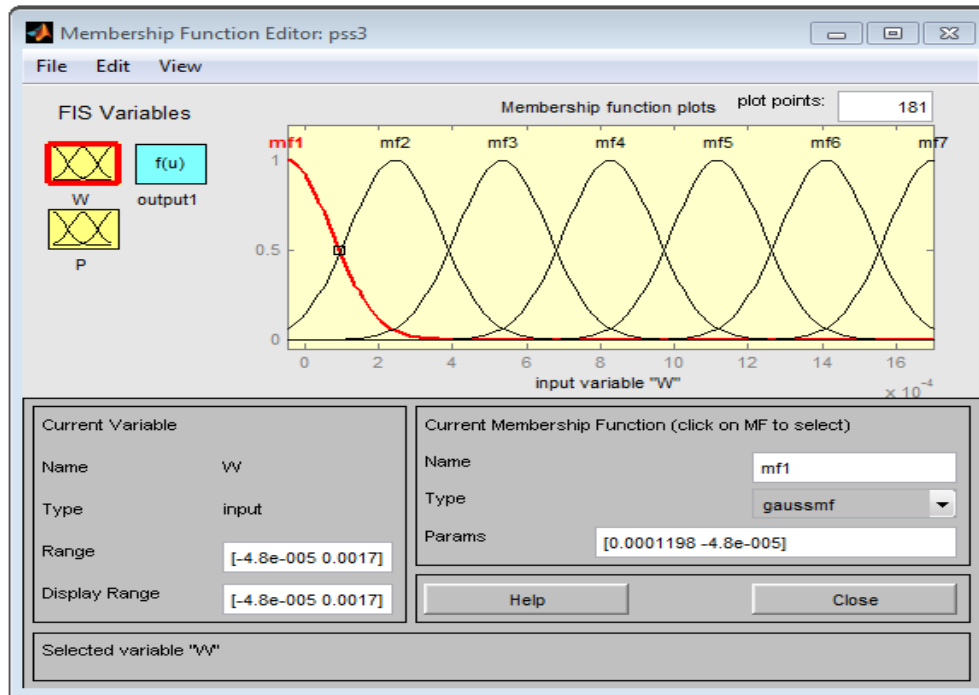 Membership Function Editor: pss3
File Edit View
FIS Variables
Membership function plots
plot points:
181
f(u)
W
output1
P
mf1 mf2 mf3 mf4 mf5 mf6 mf7
1
0.5
0
0 2 4 6 8 10 12 14 16
input variable "W"
x 10⁻⁴
Current Variable
Name W
Type input
Range [-4.8e-005 0.0017]
Display Range [-4.8e-005 0.0017]
Current Membership Function (click on MF to select)
Name mf1
Type gaussmf
Params [0.0001198 -4.8e-005]
Help Close
Selected variable "W"